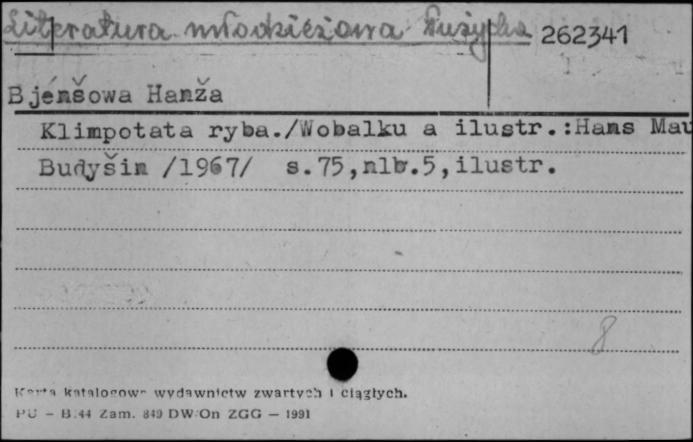 Literatura młodzieżowa łużycka 262341
Bjeńšowa Hanža
Klimpotata ryba./Wobalku a ilustr.:Hans Mau
Budyšin /1967/ s.75,nlb.5,ilustr.
8
Karta katalogowa wydawnictw zwartych i ciągłych.
PU - B.44 Zam. 849 DW/On ZGG — 1991